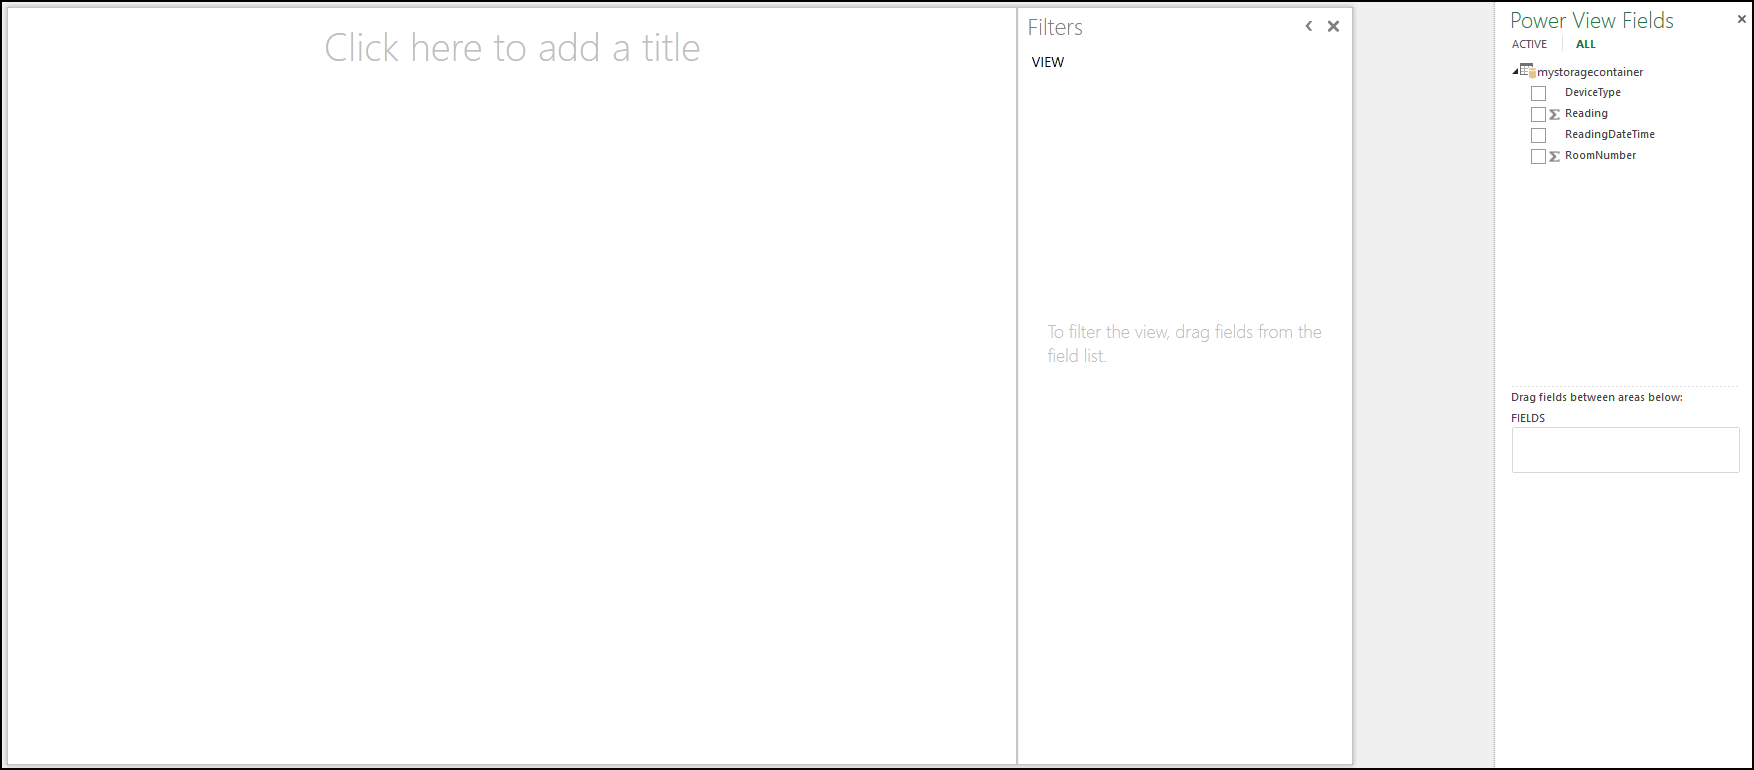 Click here to add a title
Filters
VIEW
To filter the view, drag fields from the
field list.
Power View Fields
ACTIVE
ALL
mystoragecontainer
DeviceType
Σ Reading
ReadingDateTime
Σ RoomNumber
Drag fields between areas below:
FIELDS